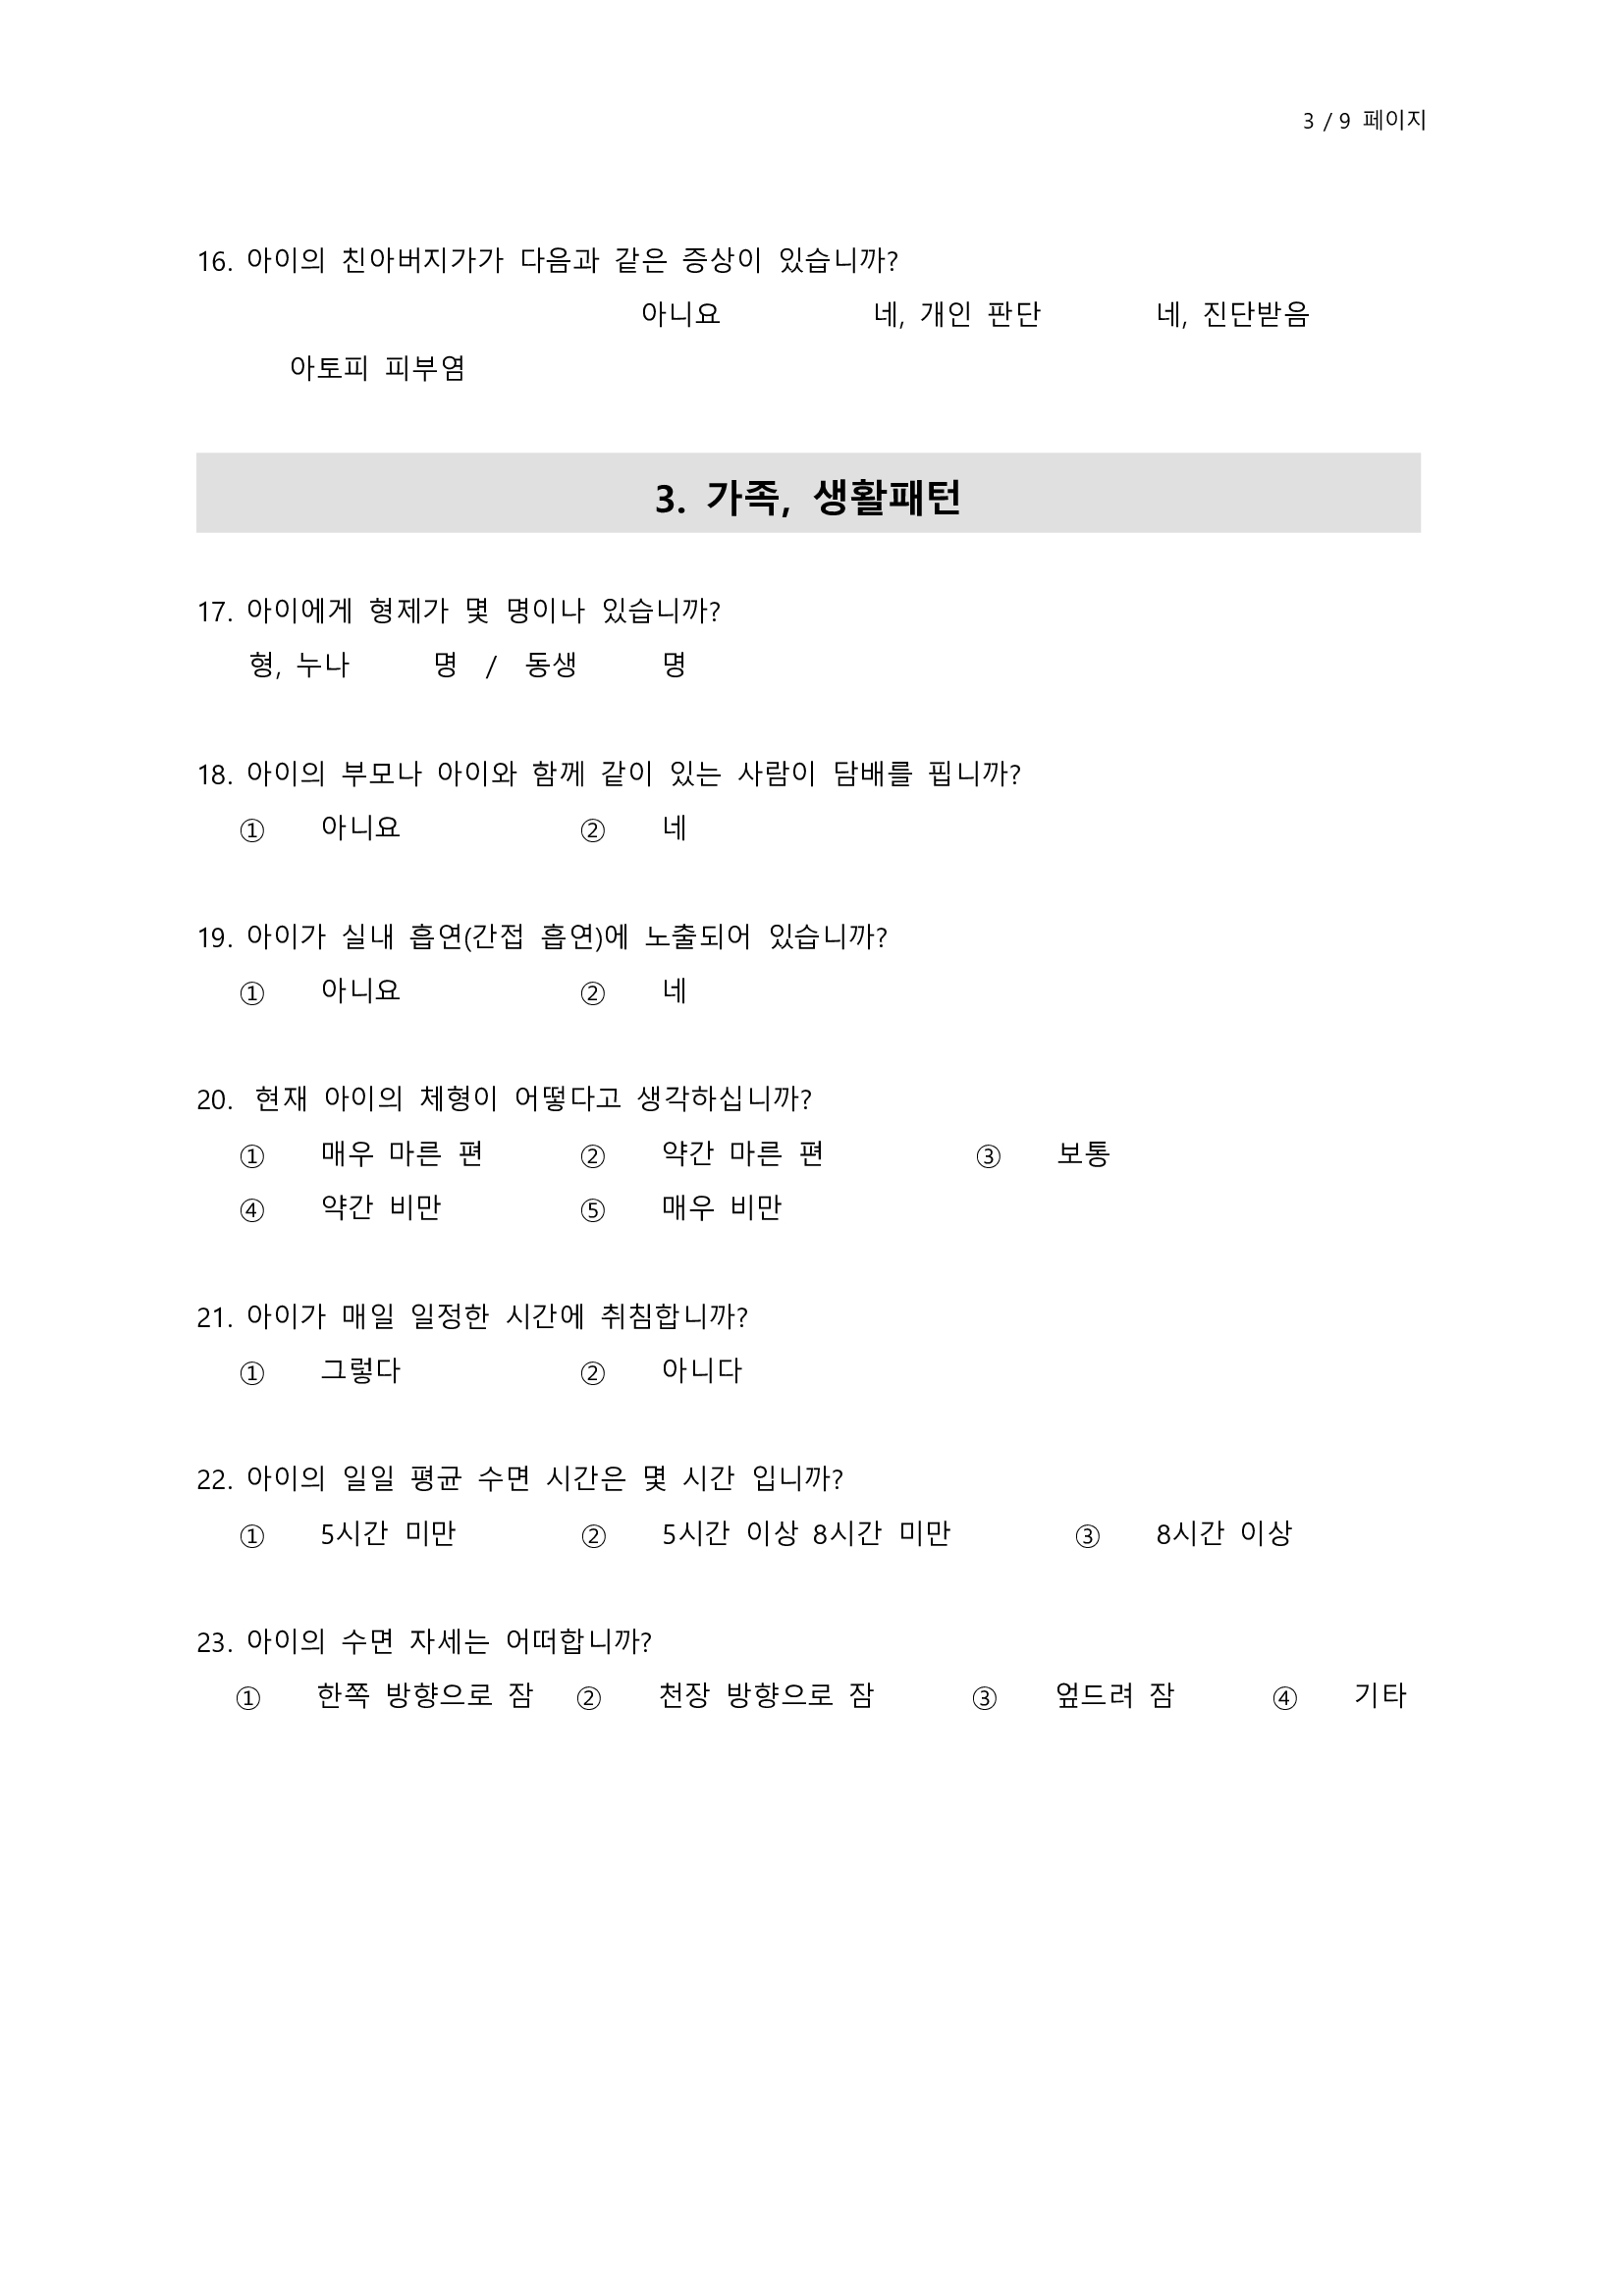 3 / 9 페이지
16. 아이의 친아버지가가 다음과 같은 증상이 있습니까?
아니요 네, 개인 판단 네, 진단받음
아토피 피부염
3. 가족, 생활패턴
17. 아이에게 형제가 몇 명이나 있습니까?
형, 누나 명 / 동생 명
18. 아이의 부모나 아이와 함께 같이 있는 사람이 담배를 핍니까?
① 아니요 ② 네
19. 아이가 실내 흡연(간접 흡연)에 노출되어 있습니까?
① 아니요 ② 네
20. 현재 아이의 체형이 어떻다고 생각하십니까?
① 매우 마른 편 ② 약간 마른 편 ③ 보통
④ 약간 비만 ⑤ 매우 비만
21. 아이가 매일 일정한 시간에 취침합니까?
① 그렇다 ② 아니다
22. 아이의 일일 평균 수면 시간은 몇 시간 입니까?
① 5시간 미만 ② 5시간 이상 8시간 미만 ③ 8시간 이상
23. 아이의 수면 자세는 어떠합니까?
① 한쪽 방향으로 잠 ② 천장 방향으로 잠 ③ 엎드려 잠 ④ 기타